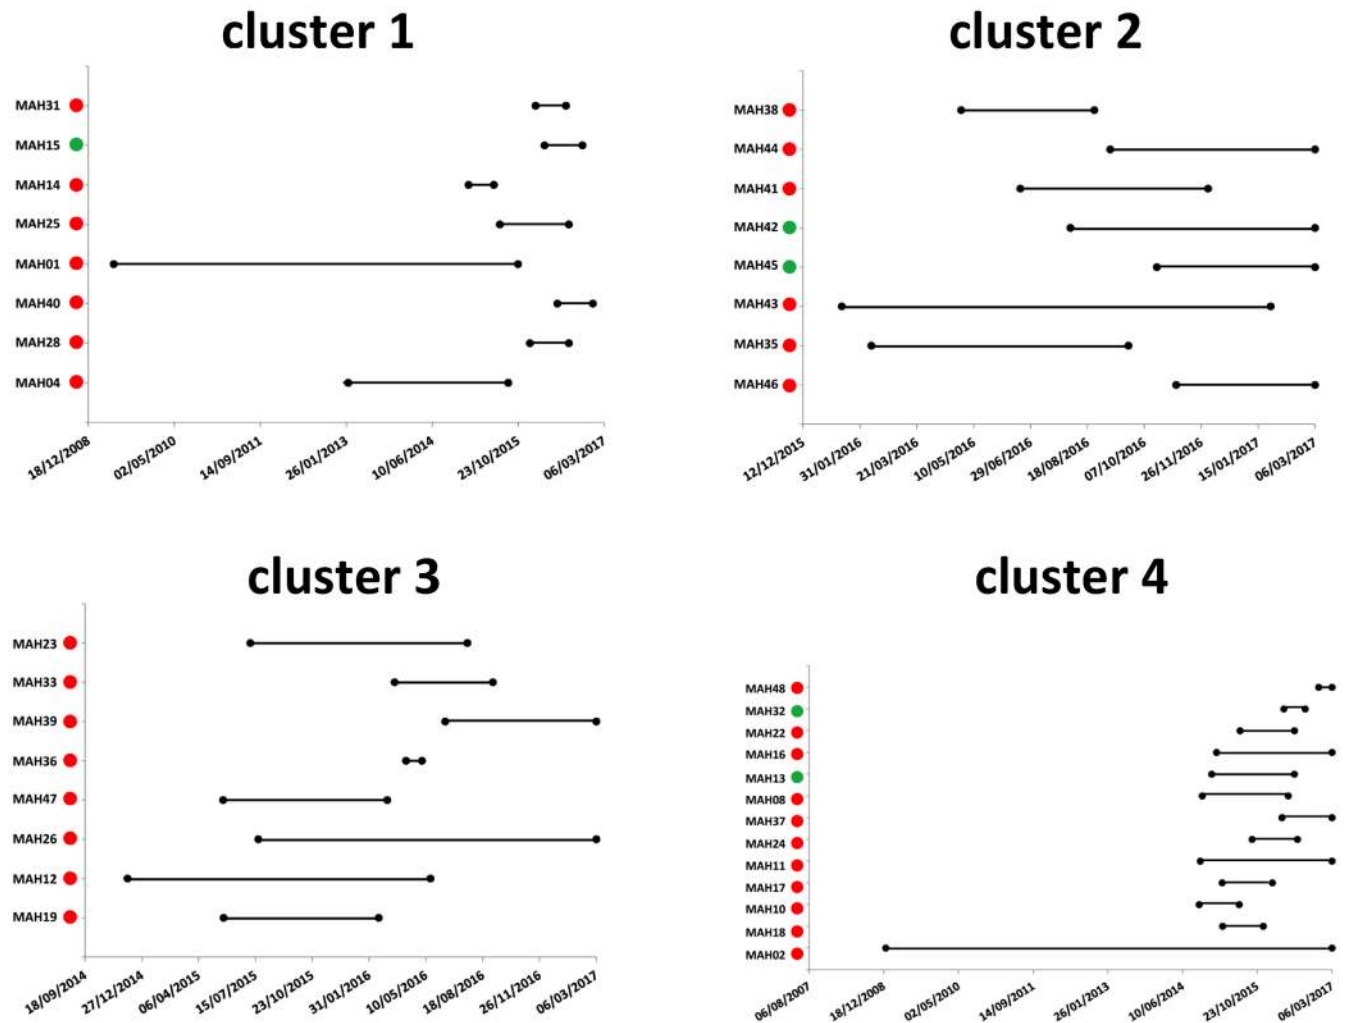 cluster 1
MAH31
MAH15
MAH14
MAH25
MAH01
MAH40
MAH28
MAH04
18/12/2008
02/05/2010
14/09/2011
26/01/2013
10/06/2014
23/10/2015
06/03/2017
cluster 2
MAH38
MAH44
MAH41
MAH42
MAH45
MAH43
MAH35
MAH46
12/12/2015
31/01/2016
21/03/2016
10/05/2016
29/06/2016
18/08/2016
07/10/2016
26/11/2016
15/01/2017
06/03/2017
cluster 3
MAH23
MAH33
MAH39
MAH36
MAH47
MAH26
MAH12
MAH19
18/09/2014
27/12/2014
06/04/2015
15/07/2015
23/10/2015
31/01/2016
10/05/2016
18/08/2016
26/11/2016
06/03/2017
cluster 4
MAH48
MAH32
MAH22
MAH16
MAH13
MAH08
MAH37
MAH24
MAH11
MAH17
MAH10
MAH18
MAH02
06/08/2007
18/12/2008
02/05/2010
14/09/2011
26/01/2013
10/06/2014
23/10/2015
06/03/2017